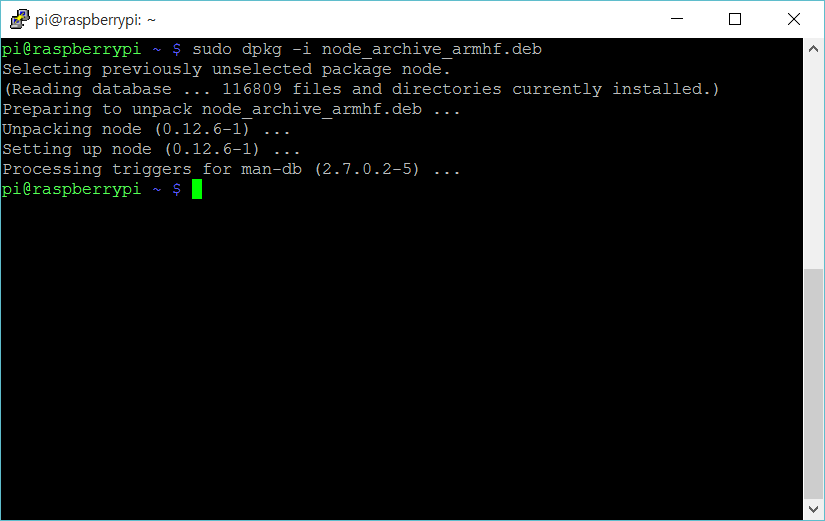 pi@raspberrypi: ~
pi@raspberrypi ~ $ sudo dpkg -i node_archive_armhf.deb
Selecting previously unselected package node.
(Reading database ... 116809 files and directories currently installed.)
Preparing to unpack node_archive_armhf.deb ...
Unpacking node (0.12.6-1) ...
Setting up node (0.12.6-1) ...
Processing triggers for man-db (2.7.0.2-5) ...
pi@raspberrypi ~ $